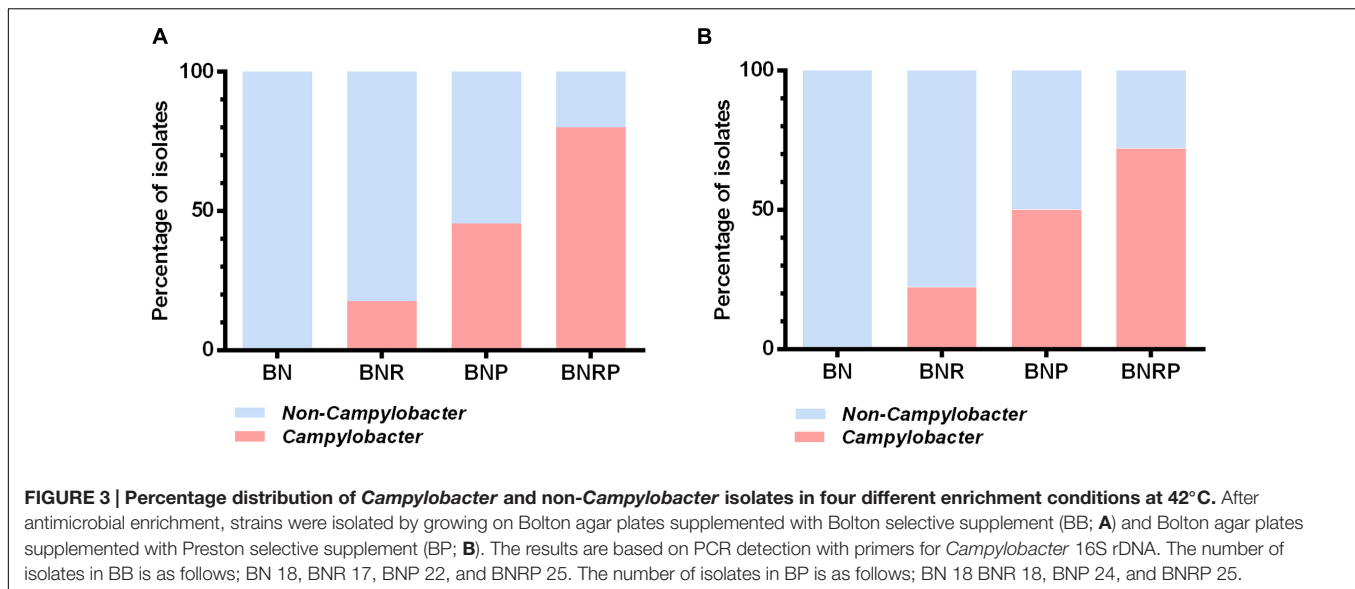 A
B
100
50
0
Percentage of isolates
BN BNR BNP BNRP
Non-Campylobacter
Campylobacter
100
50
0
Percentage of isolates
BN BNR BNP BNRP
Non-Campylobacter
Campylobacter
FIGURE 3 | Percentage distribution of Campylobacter and non-Campylobacter isolates in four different enrichment conditions at 42°C. After
antimicrobial enrichment, strains were isolated by growing on Bolton agar plates supplemented with Bolton selective supplement (BB; A) and Bolton agar plates
supplemented with Preston selective supplement (BP; B). The results are based on PCR detection with primers for Campylobacter 16S rDNA. The number of
isolates in BB is as follows; BN 18, BNR 17, BNP 22, and BNRP 25. The number of isolates in BP is as follows; BN 18 BNR 18, BNP 24, and BNRP 25.